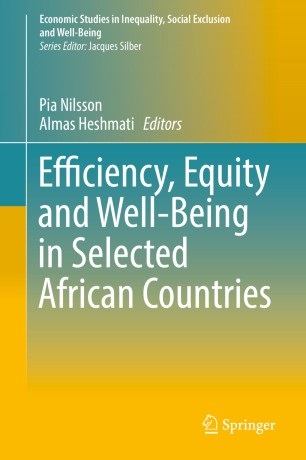 Economic Studies in Inequality, Social Exclusion
and Well-Being
Series Editor: Jacques Silber
Pia Nilsson
Almas Heshmati Editors
Efficiency, Equity
and Well-Being
in Selected
African Countries
Springer